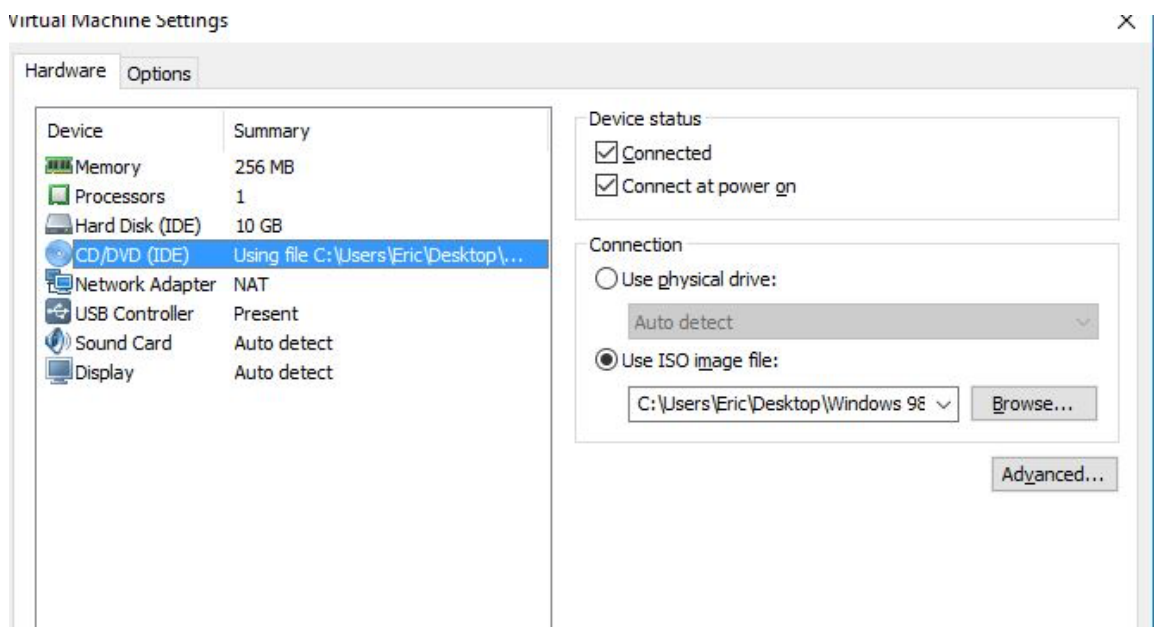 Virtual Machine Settings
Hardware Options
Device Summary
Memory 256 MB
Processors 1
Hard Disk (IDE) 10 GB
CD/DVD (IDE) Using file C:\Users\Eric\Desktop\...
Network Adapter NAT
USB Controller Present
Sound Card Auto detect
Display Auto detect
Device status
Connected
Connect at power on
Connection
Use physical drive:
Auto detect
Use ISO image file:
C:\Users\Eric\Desktop\Windows 98 Browse...
Advanced...